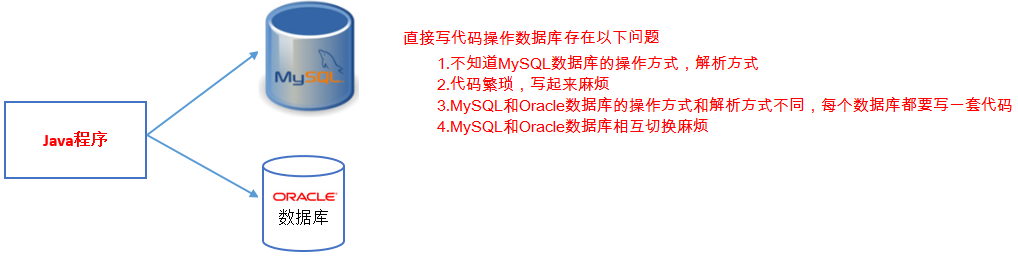 直接写代码操作数据库存在以下问题
1.不知道MySQL数据库的操作方式，解析方式
2.代码繁琐，写起来麻烦
3.MySQL和Oracle数据库的操作方式和解析方式不同，每个数据库都要写一套代码
4.MySQL和Oracle数据库相互切换麻烦
MySQL
Java程序
ORACLE
数据库